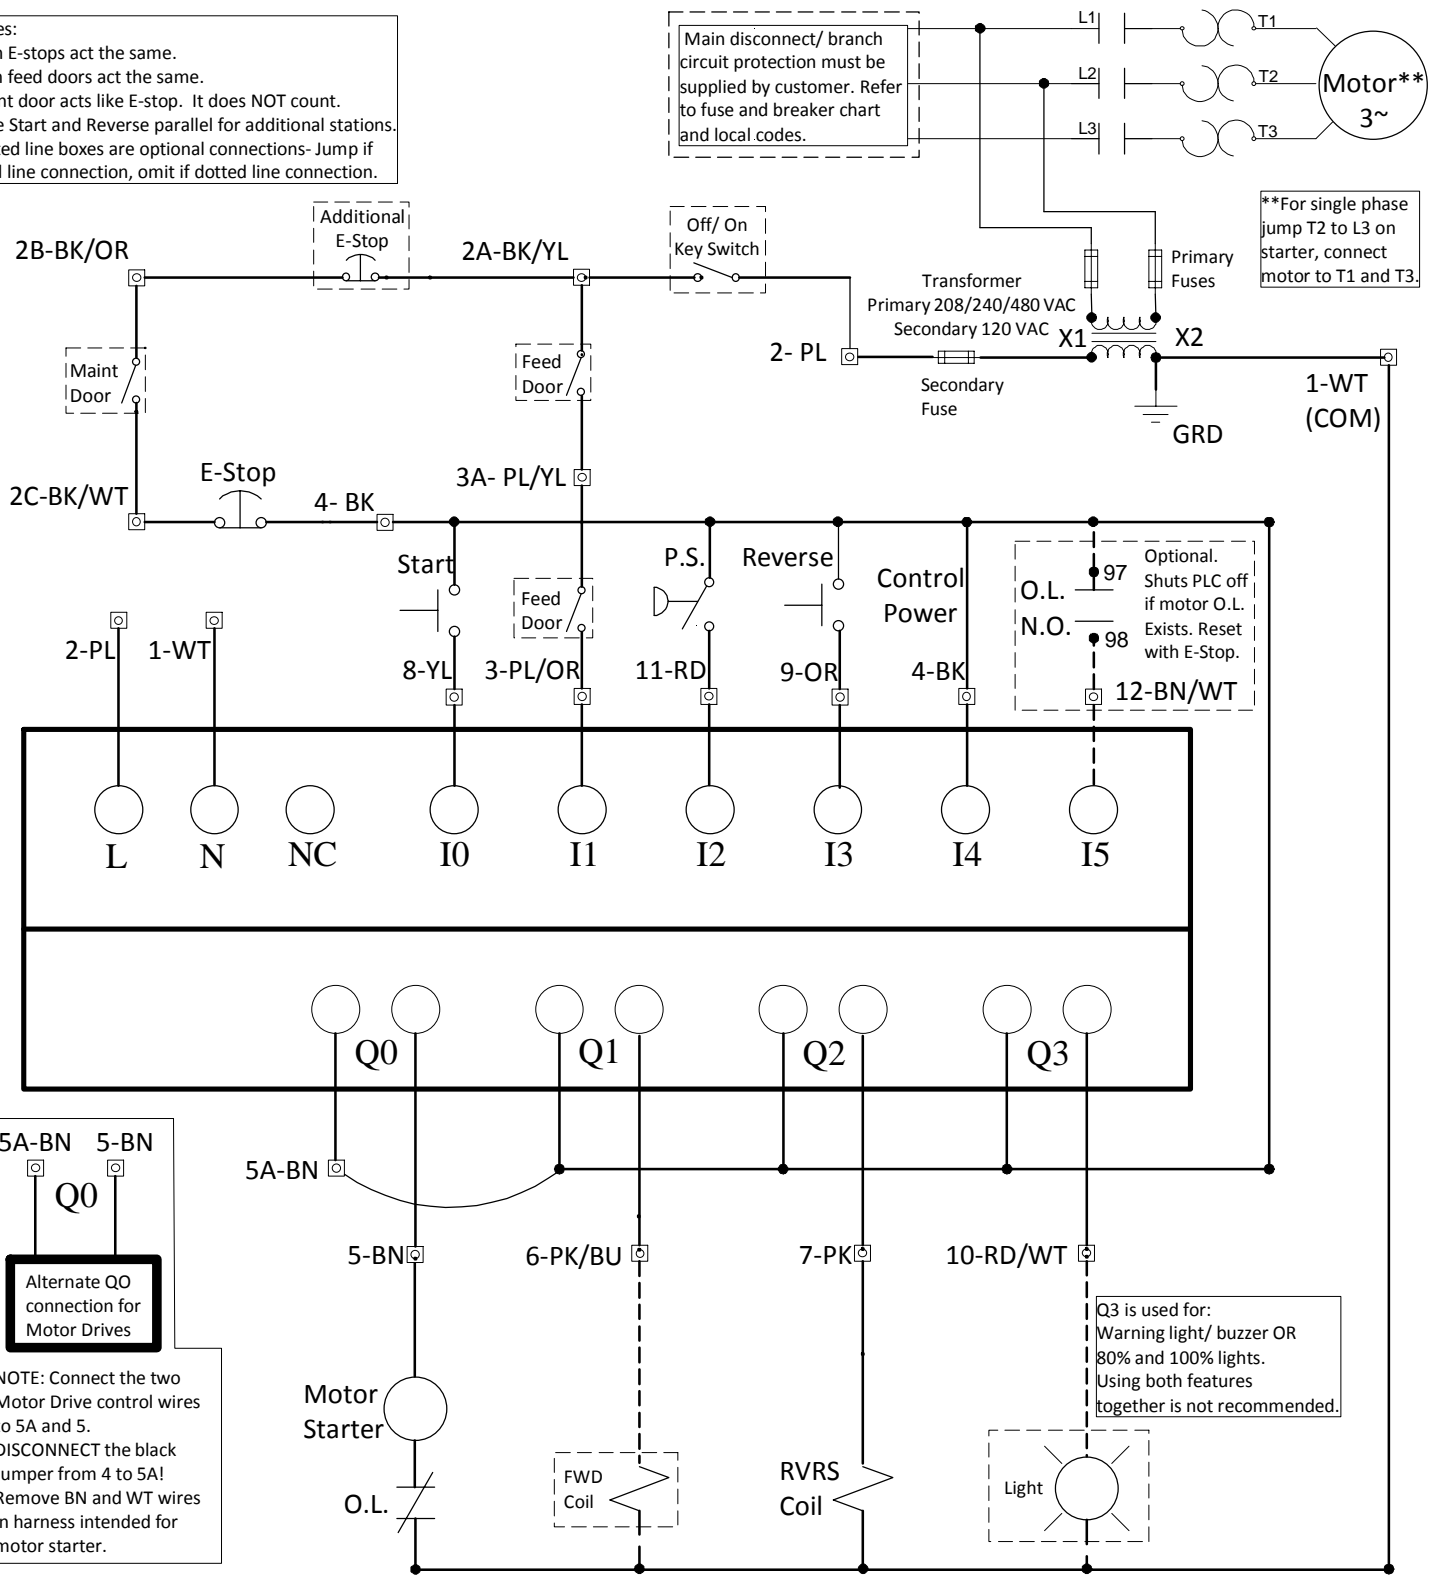 es:
E-stops act the same.
feed doors act the same.
nt door acts like E-stop. It does NOT count.
e Start and Reverse parallel for additional stations.
ted line boxes are optional connections- Jump if
line connection, omit if dotted line connection.
Main disconnect/ branch
circuit protection must be
supplied by customer. Refer
to fuse and breaker chart
and local codes.
L1
T1
L2
T2
L3
T3
Motor**
3~
**For single phase
jump T2 to L3 on
starter, connect
motor to T1 and T3.
Additional
E-Stop
2B-BK/OR
2A-BK/YL
Off/ On
Key Switch
Transformer
Primary 208/240/480 VAC
Secondary 120 VAC
Primary
Fuses
X1
X2
2- PL
Secondary
Fuse
GRD
1-WT
(COM)
Maint
Door
Feed
Door
2C-BK/WT
E-Stop
4- BK
3A- PL/YL
Start
Feed
Door
P.S.
Reverse
Control
Power
O.L.
N.O.
97
98
Optional.
Shuts PLC off
if motor O.L.
Exists. Reset
with E-Stop.
2-PL
1-WT
8-YL
3-PL/OR
11-RD
9-OR
4-BK
12-BN/WT
L
N
NC
I0
I1
I2
I3
I4
I5
Q0
Q1
Q2
Q3
5A-BN
5-BN
Q0
Alternate QO
connection for
Motor Drives
NOTE: Connect the two
Motor Drive control wires
to 5A and 5.
DISCONNECT the black
jumper from 4 to 5A!
Remove BN and WT wires
in harness intended for
motor starter.
5A-BN
5-BN
6-PK/BU
7-PK
10-RD/WT
Q3 is used for:
Warning light/ buzzer OR
80% and 100% lights.
Using both features
together is not recommended.
Motor
Starter
O.L.
FWD
Coil
RVRS
Coil
Light